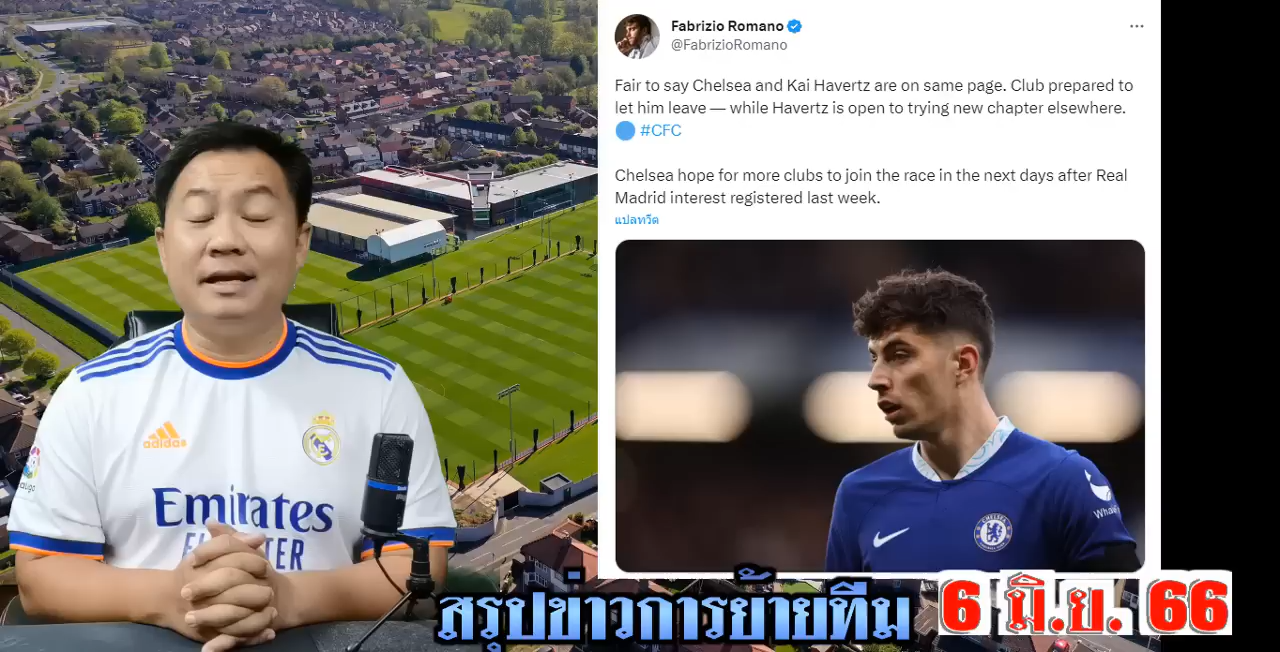 Fabrizio Romano
@FabrizioRomano
Fair to say Chelsea and Kai Havertz are on same page. Club prepared to
let him leave — while Havertz is open to trying new chapter elsewhere.
🔵 #CFC
Chelsea hope for more clubs to join the race in the next days after Real
Madrid interest registered last week.
แปลทวีต
adidas
Emirates
CHELSEA
สรุปข่าวการย้ายทีม 6 มิ.ย. 66